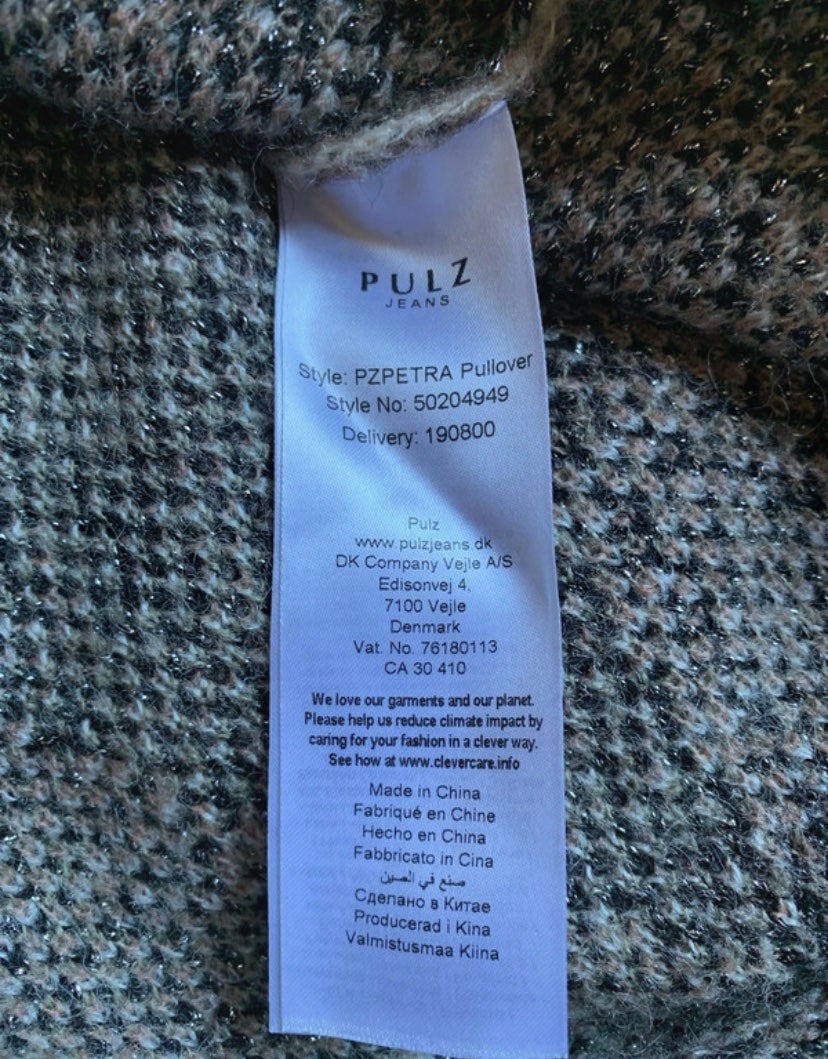 PULZ
JEANS
Style: PZPETRA Pullover
Style No: 50204949
Delivery: 190800
Pulz
www.pulzjeans.dk
DK Company Vejle A/S
Edisonvej 4,
7100 Vejle
Denmark
Vat. No. 76180113
CA 30 410
We love our garments and our planet.
Please help us reduce climate impact by
caring for your fashion in a clever way.
See how at www.clevercare.info
Made in China
Fabriqué en Chine
Hecho en China
Fabbricato in Cina
صنع في الصين
Сделано в Китае
Producerad i Kina
Valmistusmaa Kiina